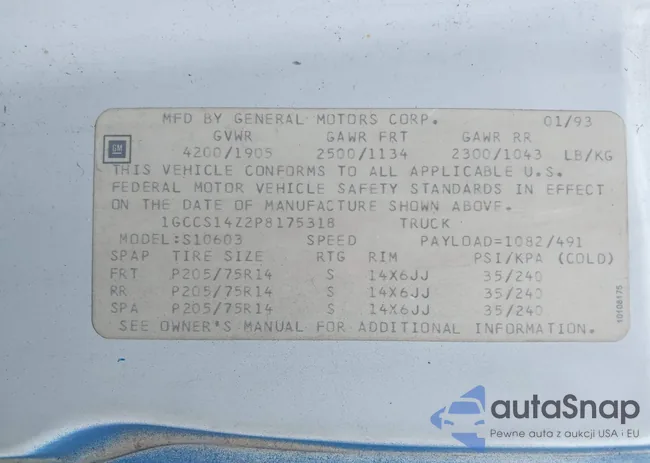 MFD BY GENERAL MOTORS CORP. 01/93
GVWR GAWR FRT GAWR RR
GM 4200/1905 2500/1134 2300/1043 LB/KG
THIS VEHICLE CONFORMS TO ALL APPLICABLE U.S.
FEDERAL MOTOR VEHICLE SAFETY STANDARDS IN EFFECT
ON THE DATE OF MANUFACTURE SHOWN ABOVE.
1GCCS14Z2P8175318 TRUCK
MODEL:S10603 SPEED PAYLOAD=1082/491
SPAP TIRE SIZE RTG RIM PSI/KPA (COLD)
FRT P205/75R14 S 14X6JJ 35/240
RR P205/75R14 S 14X6JJ 35/240
SPA P205/75R14 S 14X6JJ 35/240
SEE OWNER'S MANUAL FOR ADDITIONAL INFORMATION.
10106175
autaSnap
Pewne auta z aukcji USA · EU